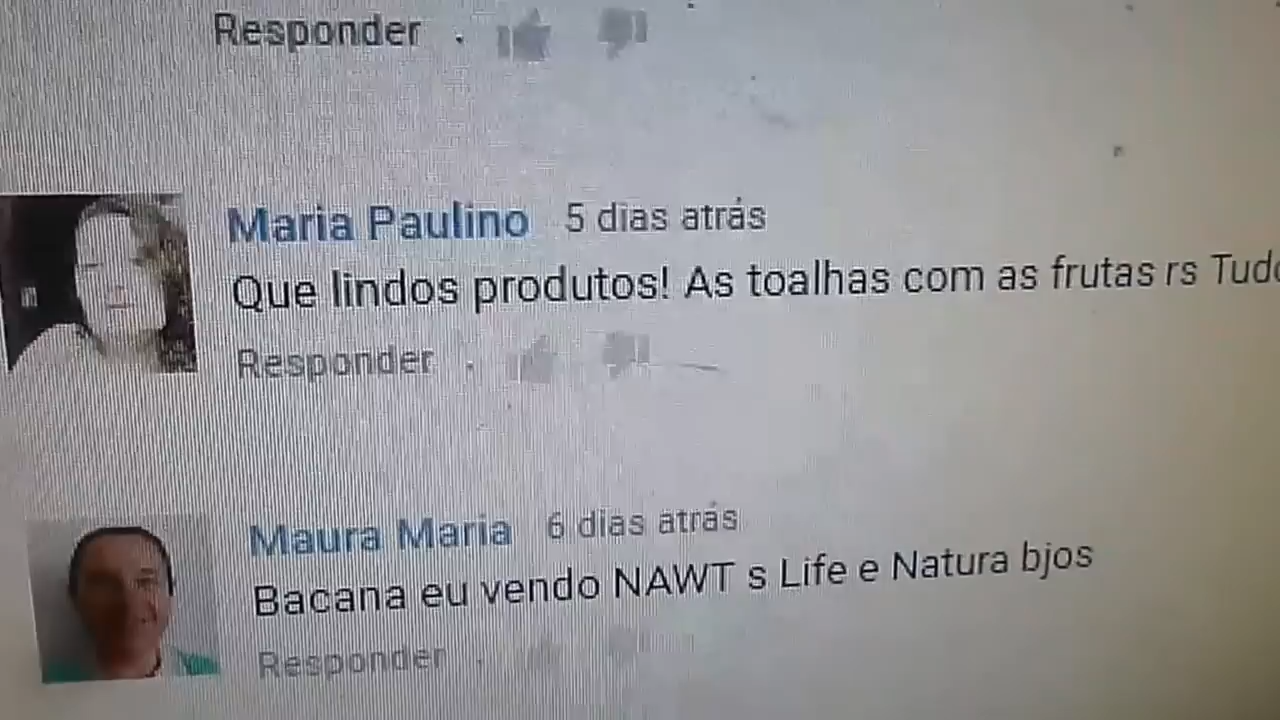 Responder
Maria Paulino 5 dias atrás
Que lindos produtos! As toalhas com as frutas rs Tudo
Responder
Maura Maria 6 dias atrás
Bacana eu vendo NAWT s Life e Natura bjos
Responder